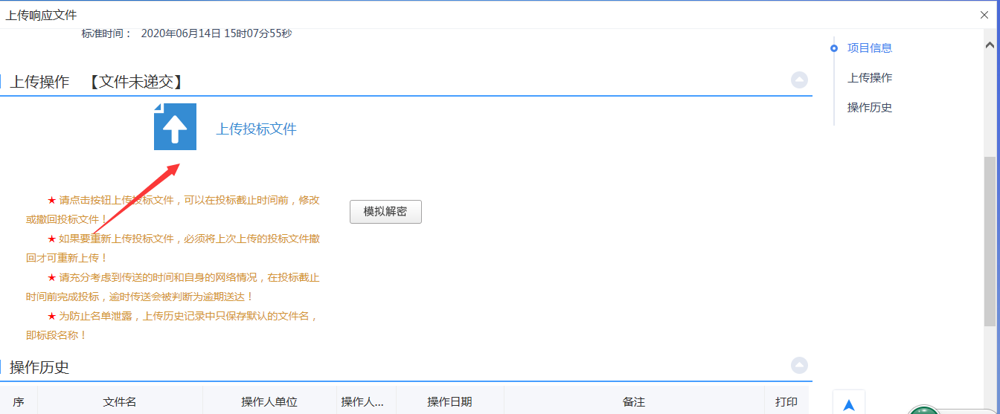 上传响应文件
标准时间： 2020年06月14日 15时07分55秒
项目信息
上传操作 【文件未递交】
上传操作
操作历史
上传投标文件
★ 请点击按钮上传投标文件，可以在投标截止时间前，修改
或撤回投标文件！
模拟解密
★ 如果要重新上传投标文件，必须将上次上传的投标文件撤
回才可重新上传！
★ 请充分考虑到传送的时间和自身的网络情况，在投标截止
时间前完成投标，逾时传送会被判断为逾期送达！
★ 为防止名单泄露，上传历史记录中只保存默认的文件名，
即标段名称！
操作历史
序 文件名 操作人单位 操作人... 操作日期 备注 打印